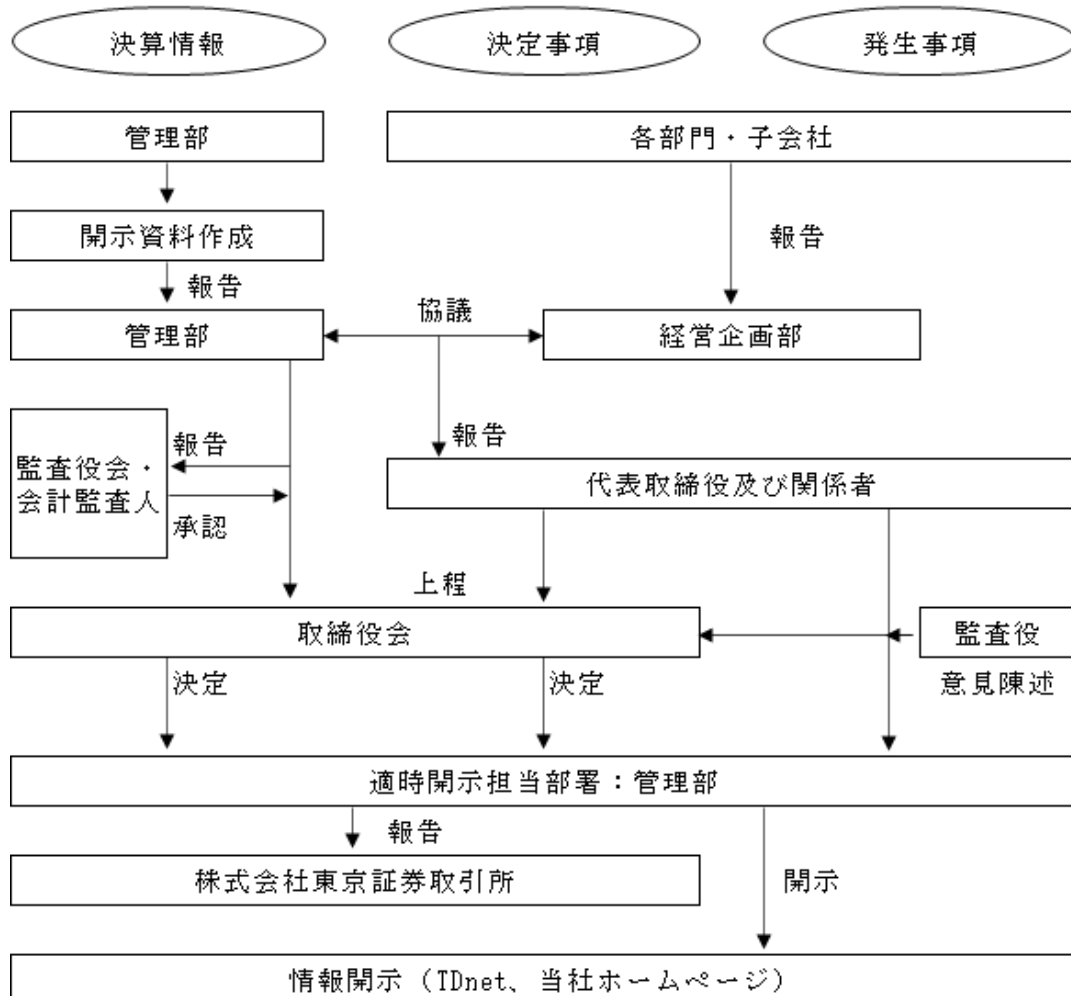 決算情報
決定事項
発生事項
管理部
各部門・子会社
開示資料作成
報告
報告
管理部
協議
経営企画部
報告
報告
監査役会・
会計監査人
承認
代表取締役及び関係者
上程
取締役会
監査役
決定
決定
意見陳述
適時開示担当部署：管理部
報告
株式会社東京証券取引所
開示
情報開示（TDnet、当社ホームページ）